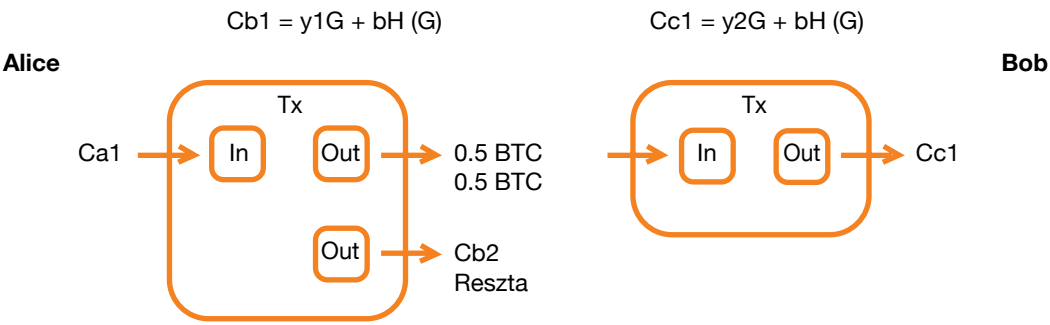 Cb1 = y1G + bH (G)
Cc1 = y2G + bH (G)
Alice
Bob
Tx
Tx
Ca1
In
Out
0.5 BTC
0.5 BTC
In
Out
Cc1
Out
Cb2
Reszta